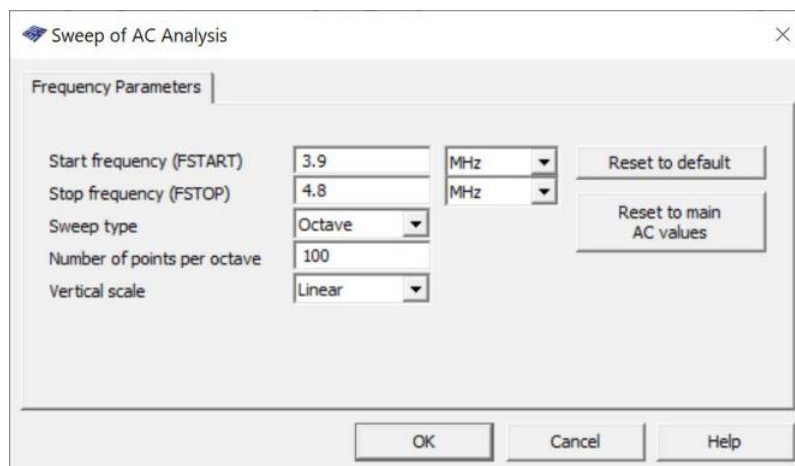 Sweep of AC Analysis
Frequency Parameters
Start frequency (FSTART) 3.9 MHz Reset to default
Stop frequency (FSTOP) 4.8 MHz
Sweep type Octave Reset to main
AC values
Number of points per octave 100
Vertical scale Linear
OK Cancel Help